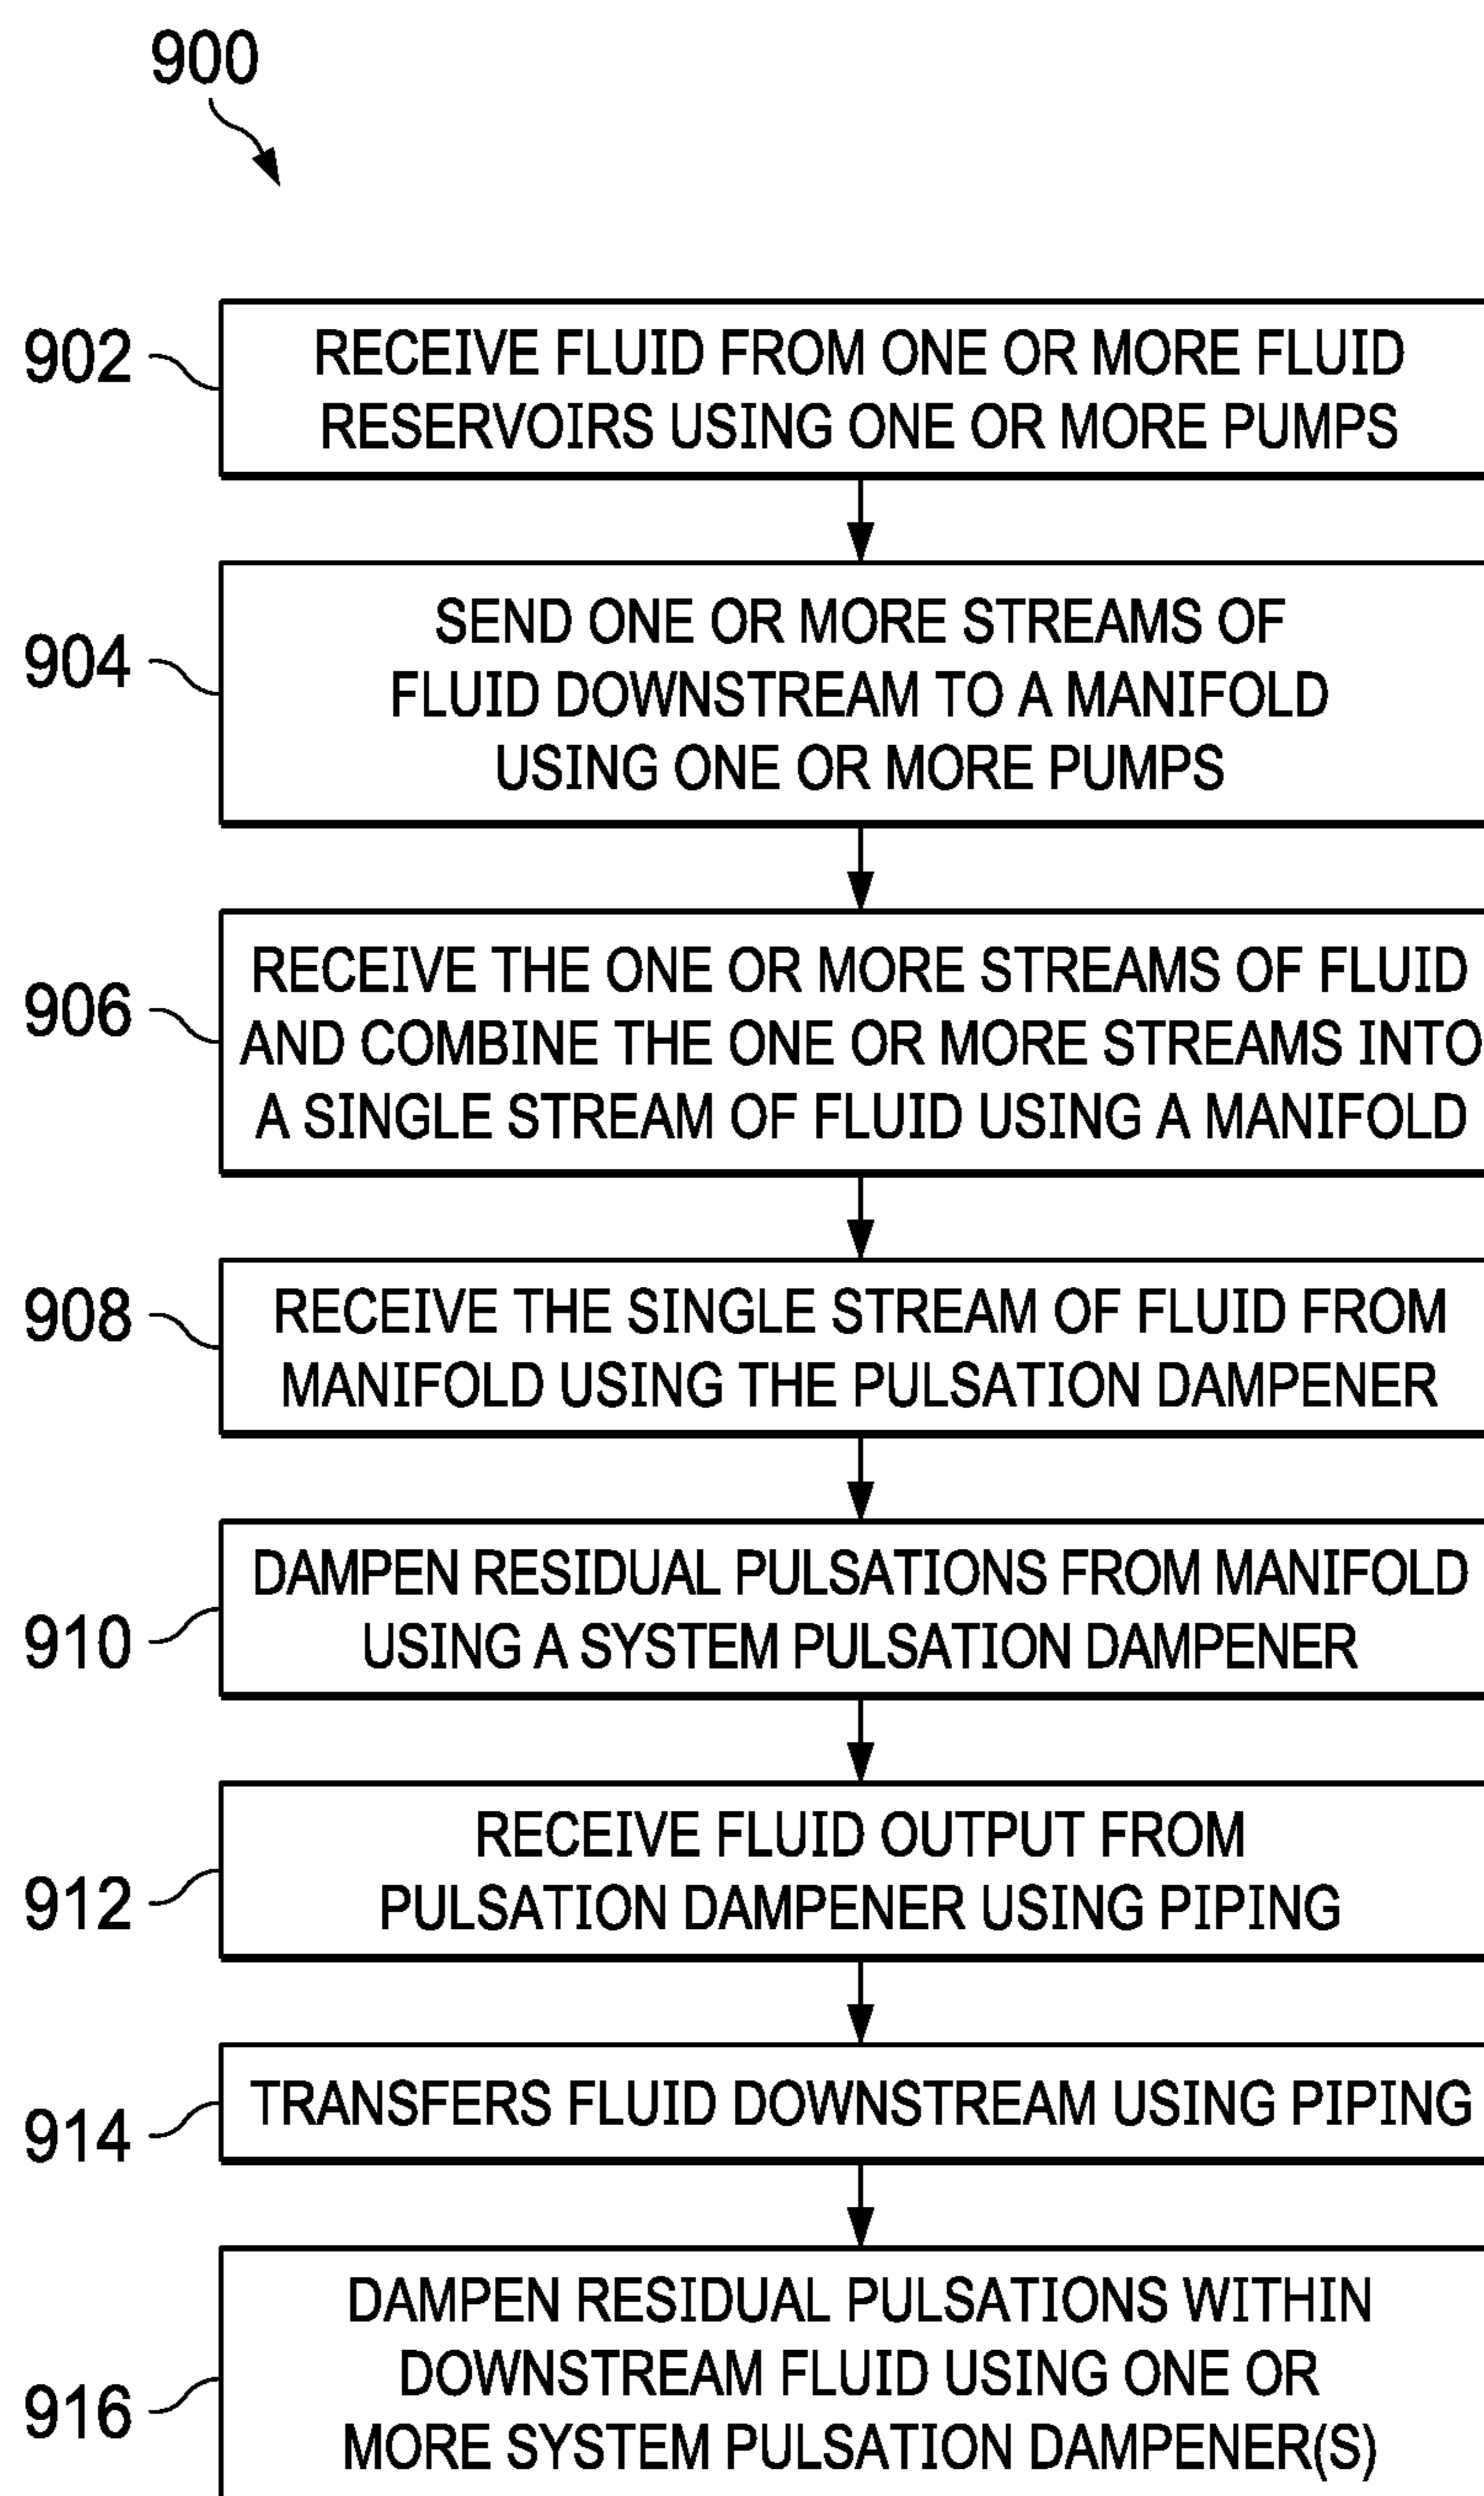 900
902
RECEIVE FLUID FROM ONE OR MORE FLUID
RESERVOIRS USING ONE OR MORE PUMPS
904
SEND ONE OR MORE STREAMS OF
FLUID DOWNSTREAM TO A MANIFOLD
USING ONE OR MORE PUMPS
906
RECEIVE THE ONE OR MORE STREAMS OF FLUID
AND COMBINE THE ONE OR MORE STREAMS INTO
A SINGLE STREAM OF FLUID USING A MANIFOLD
908
RECEIVE THE SINGLE STREAM OF FLUID FROM
MANIFOLD USING THE PULSATION DAMPENER
910
DAMPEN RESIDUAL PULSATIONS FROM MANIFOLD
USING A SYSTEM PULSATION DAMPENER
912
RECEIVE FLUID OUTPUT FROM
PULSATION DAMPENER USING PIPING
914
TRANSFERS FLUID DOWNSTREAM USING PIPING
916
DAMPEN RESIDUAL PULSATIONS WITHIN
DOWNSTREAM FLUID USING ONE OR
MORE SYSTEM PULSATION DAMPENER(S)